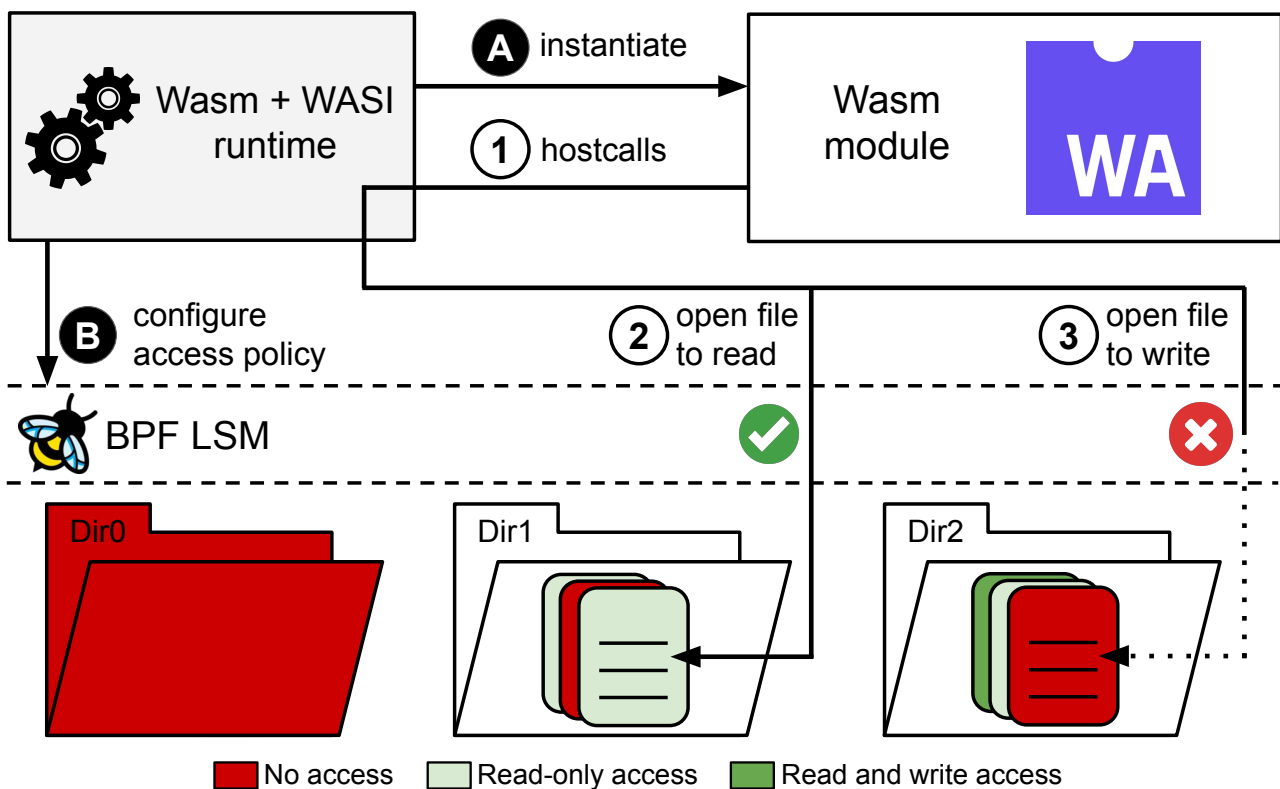 A instantiate
Wasm + WASI
runtime
1 hostcalls
Wasm
module
WA
B configure
access policy
2 open file
to read
3 open file
to write
BPF LSM
Dir0
Dir1
Dir2
No access
Read-only access
Read and write access